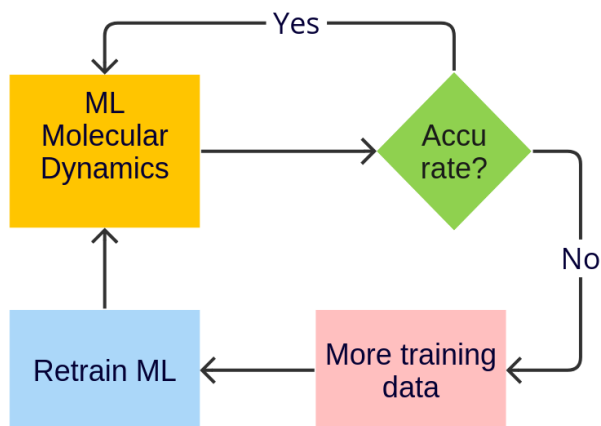 Yes
ML
Molecular
Dynamics
Accu
rate?
No
More training
data
Retrain ML